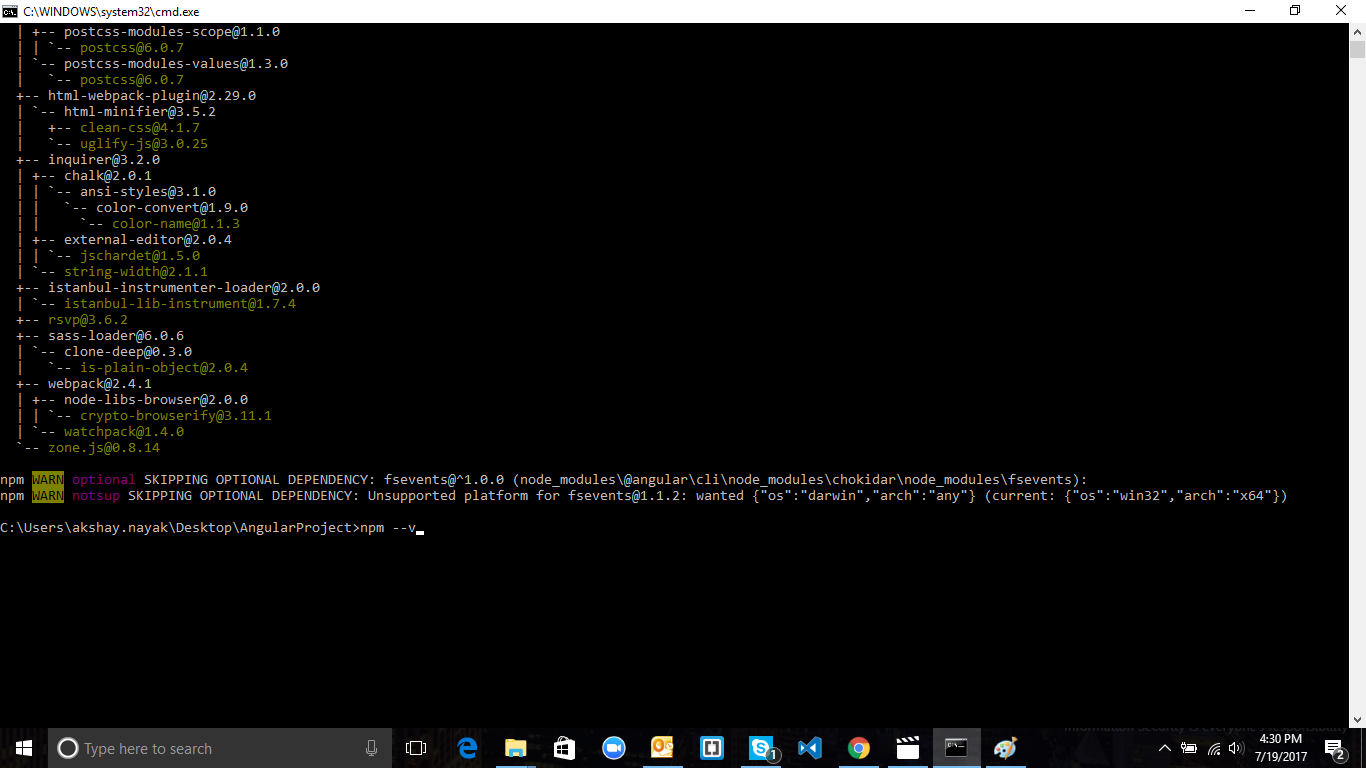 C:\WINDOWS\system32\cmd.exe
| +-- postcss-modules-scope@1.1.0
| | `-- postcss@6.0.7
| `-- postcss-modules-values@1.3.0
|   `-- postcss@6.0.7
+-- html-webpack-plugin@2.29.0
| `-- html-minifier@3.5.2
|   +-- clean-css@4.1.7
|   `-- uglify-js@3.0.25
+-- inquirer@3.2.0
| +-- chalk@2.0.1
| | `-- ansi-styles@3.1.0
| |   `-- color-convert@1.9.0
| |     `-- color-name@1.1.3
| +-- external-editor@2.0.4
| | `-- jschardet@1.5.0
| `-- string-width@2.1.1
+-- istanbul-instrumenter-loader@2.0.0
| `-- istanbul-lib-instrument@1.7.4
+-- rsvp@3.6.2
+-- sass-loader@6.0.6
| `-- clone-deep@0.3.0
|   `-- is-plain-object@2.0.4
+-- webpack@2.4.1
| +-- node-libs-browser@2.0.0
| | `-- crypto-browserify@3.11.1
| `-- watchpack@1.4.0
`-- zone.js@0.8.14
npm WARN optional SKIPPING OPTIONAL DEPENDENCY: fsevents@^1.0.0 (node_modules\@angular\cli\node_modules\chokidar\node_modules\fsevents):
npm WARN notsup SKIPPING OPTIONAL DEPENDENCY: Unsupported platform for fsevents@1.1.2: wanted {"os":"darwin","arch":"any"} (current: {"os":"win32","arch":"x64"})
C:\Users\akshay.nayak\Desktop\AngularProject>npm --v
Type here to search
1
4:30 PM
7/19/2017
2